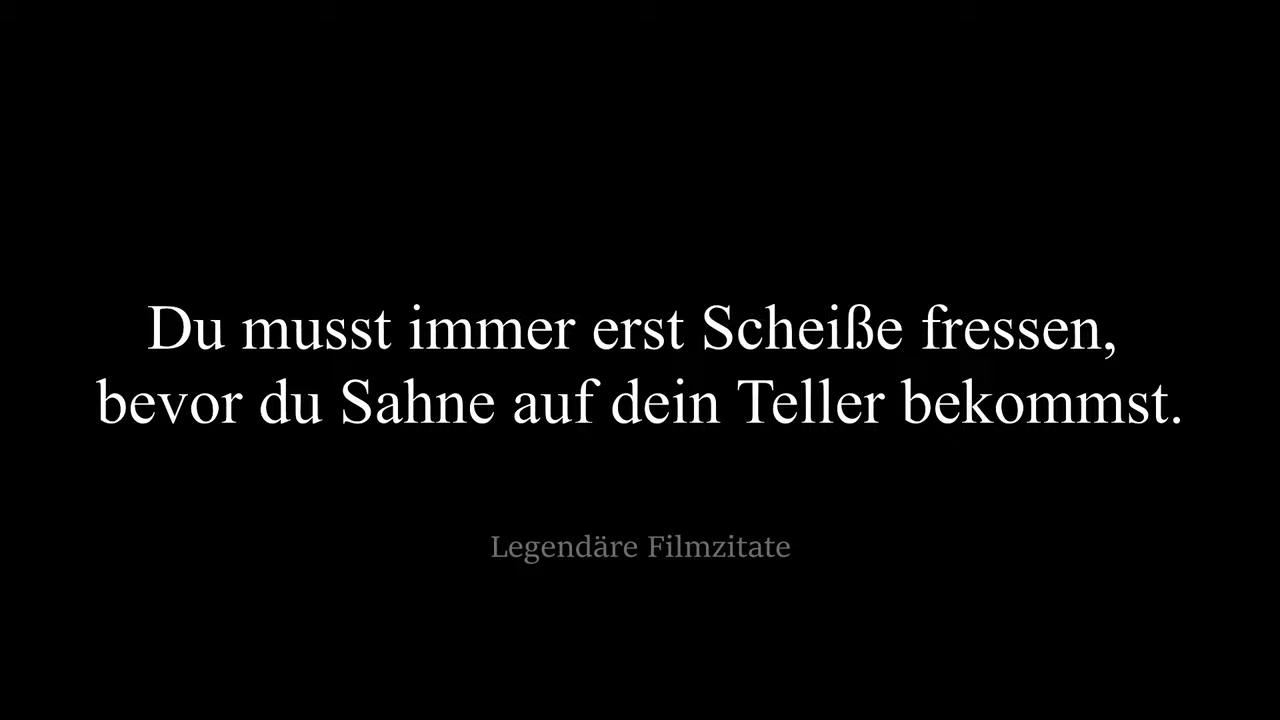 Du musst immer erst Scheiße fressen,
bevor du Sahne auf dein Teller bekommst.
Legendäre Filmzitate